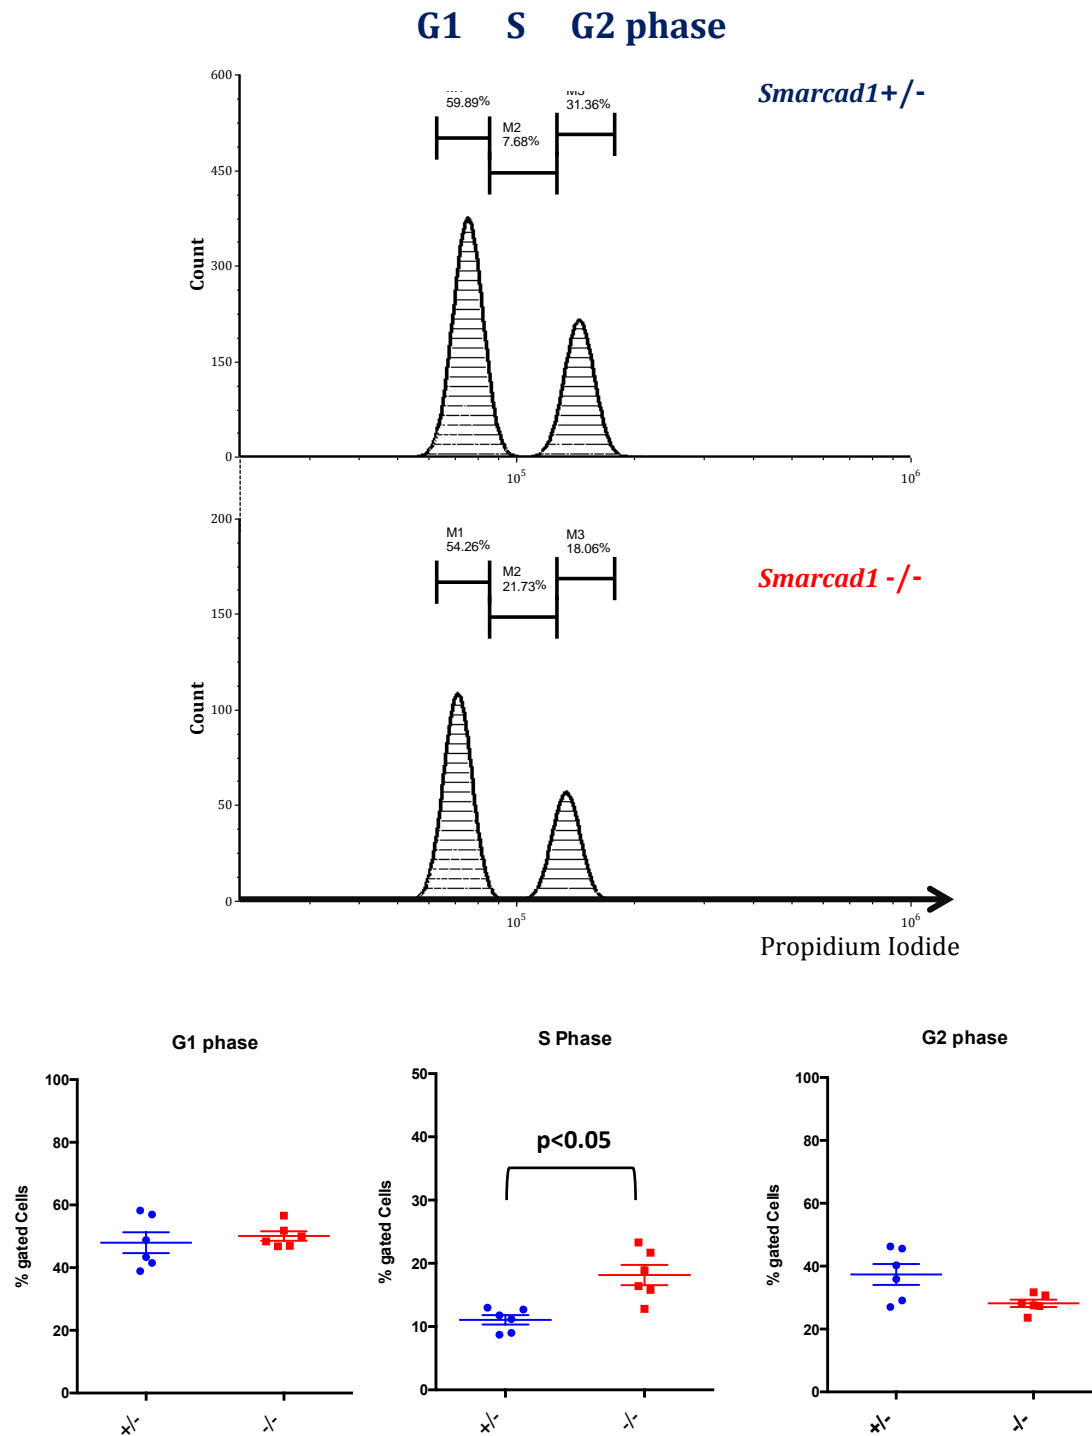 G1 S G2 phase
Smarcad1+/-
59.89%
31.36%
M2
7.68%
600
450
300
150
0
Count
10^5
10^6
Smarcad1 -/-
M1
54.26%
M3
18.06%
M2
21.73%
200
150
100
50
0
Count
10^5
10^6
Propidium Iodide
G1 phase
% gated Cells
100
80
60
40
20
0
+/-
-/-
S Phase
% gated Cells
50
40
30
20
10
0
p<0.05
+/-
-/-
G2 phase
% gated Cells
100
80
60
40
20
0
+/-
-/-